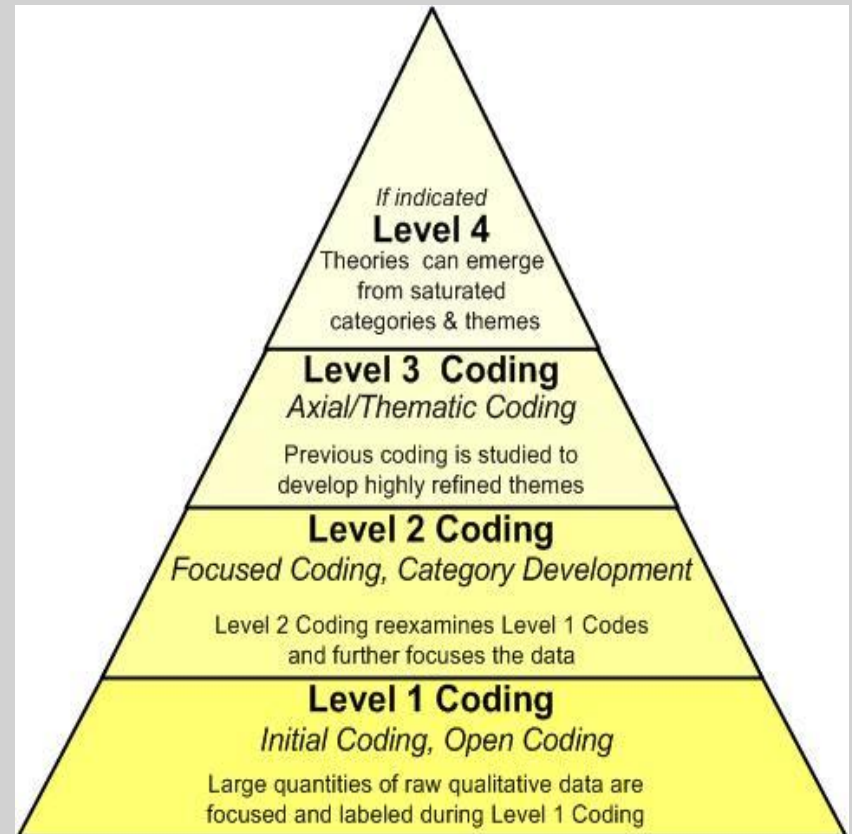 If indicated
Level 4
Theories can emerge
from saturated
categories & themes
Level 3 Coding
Axial/Thematic Coding
Previous coding is studied to
develop highly refined themes
Level 2 Coding
Focused Coding, Category Development
Level 2 Coding reexamines Level 1 Codes
and further focuses the data
Level 1 Coding
Initial Coding, Open Coding
Large quantities of raw qualitative data are
focused and labeled during Level 1 Coding